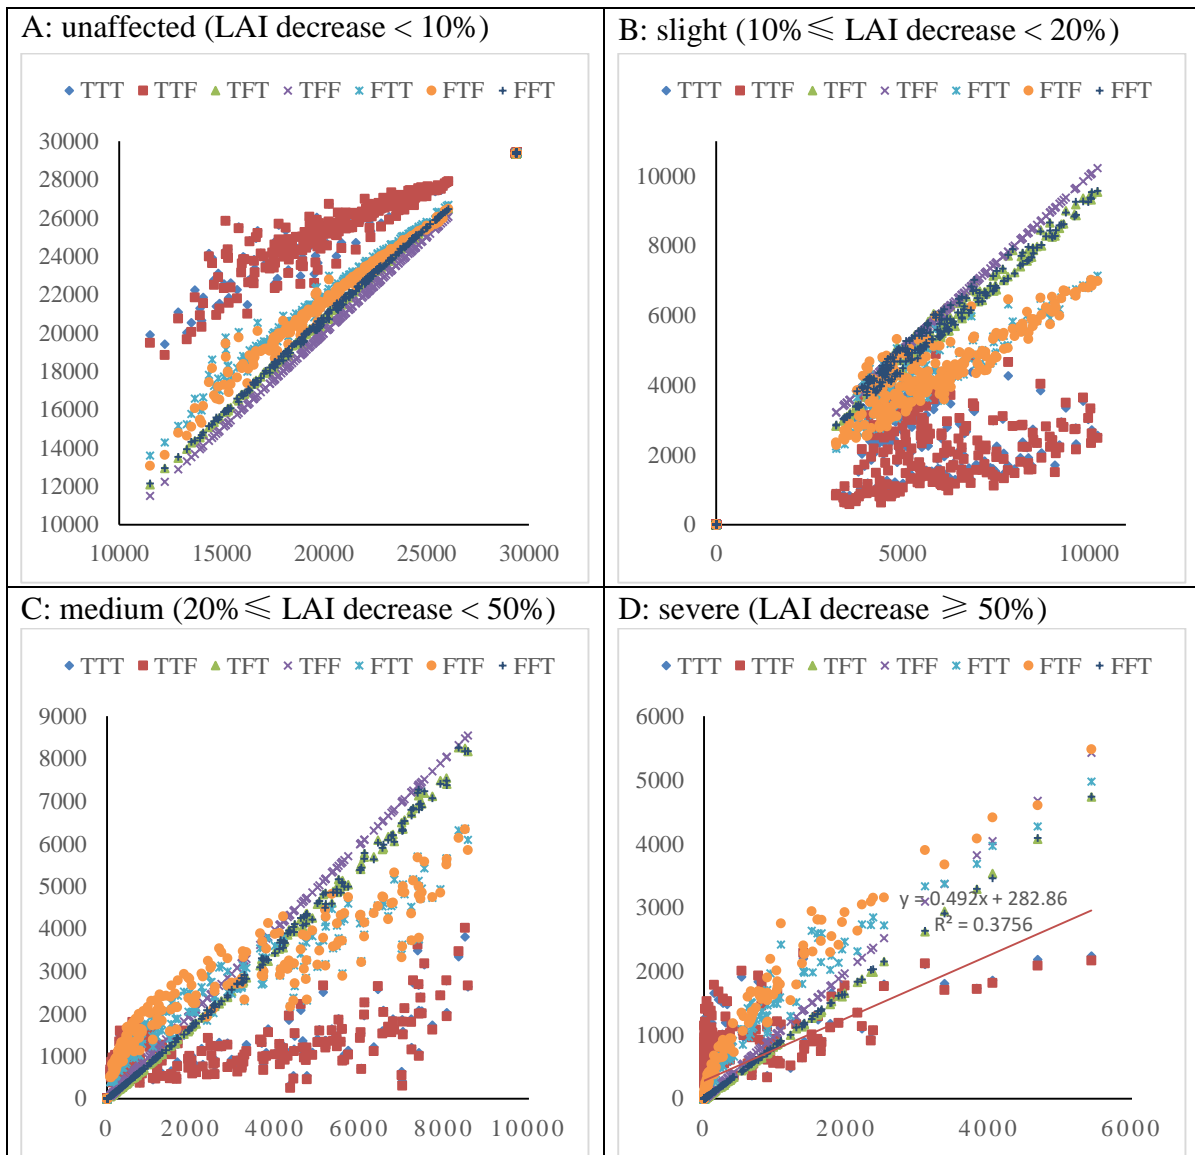 A: unaffected (LAI decrease < 10%)
TTT TTF TFT TFF FTT FTF FFT
30000
28000
26000
24000
22000
20000
18000
16000
14000
12000
10000
10000 15000 20000 25000 30000
B: slight (10%≤ LAI decrease < 20%)
TTT TTF TFT TFF FTT FTF FFT
10000
8000
6000
4000
2000
0
0 5000 10000
C: medium (20%≤ LAI decrease < 50%)
TTT TTF TFT TFF FTT FTF FFT
9000
8000
7000
6000
5000
4000
3000
2000
1000
0
0 2000 4000 6000 8000 10000
D: severe (LAI decrease ≥ 50%)
TTT TTF TFT TFF FTT FTF FFT
6000
5000
4000
3000
2000
1000
0
y = 0.492x + 282.86
R² = 0.3756
0 2000 4000 6000